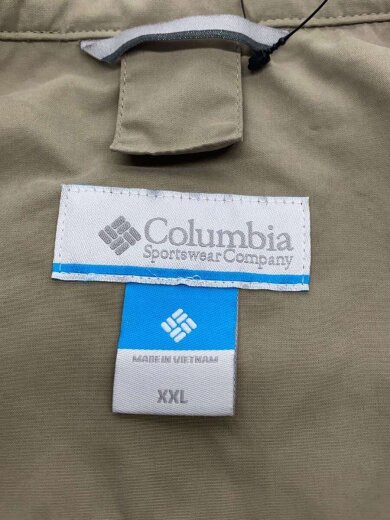 Columbia
Sportswear Company
MADE IN VIETNAM
XXL